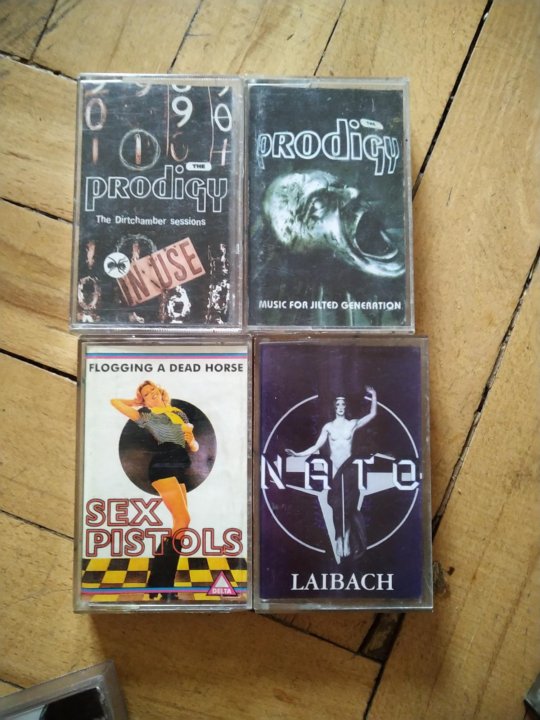 THE
PRODIGY
The Dirtchamber sessions
IN USE
THE
PRODIGY
MUSIC FOR JILTED GENERATION
FLOGGING A DEAD HORSE
SEX
PISTOLS
DELTA
NATO
LAIBACH